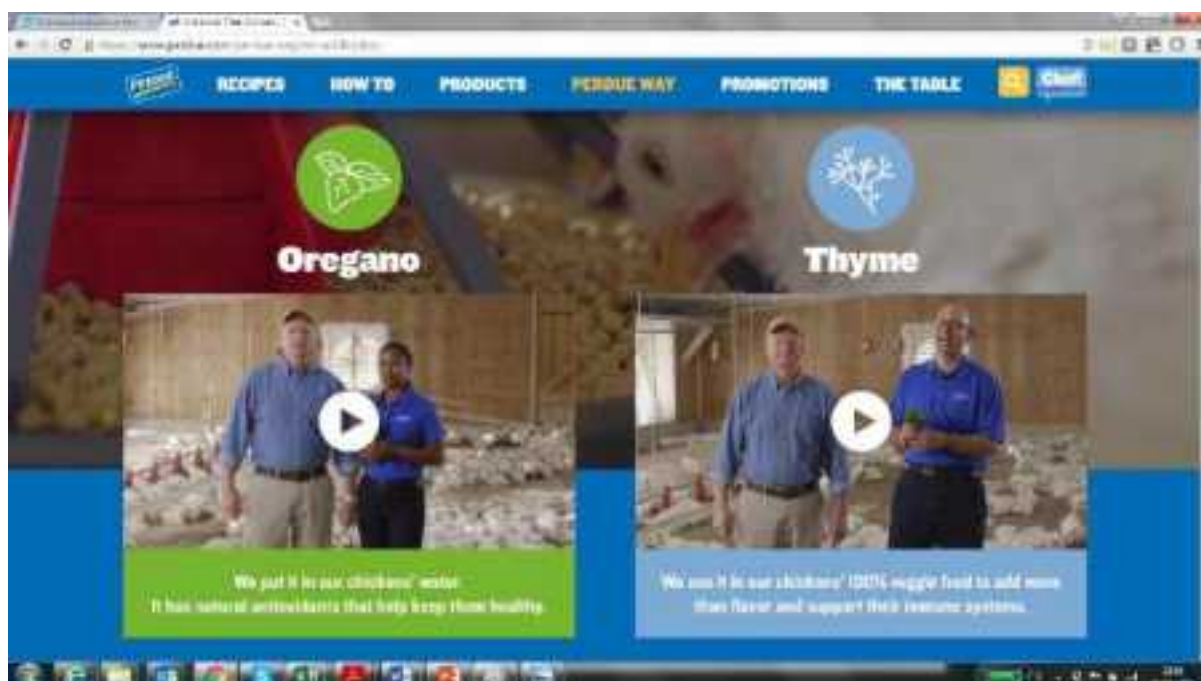 PERDUE
RECIPES
HOW TO
PRODUCTS
PERDUE WAY
PROMOTIONS
THE TABLE
Chat
Oregano
Thyme
We put it in our chickens' water
It has natural antioxidants that help keep them healthy.
We use it in our chickens' 100% veggie feed to add more
than flavor and support their immune systems.